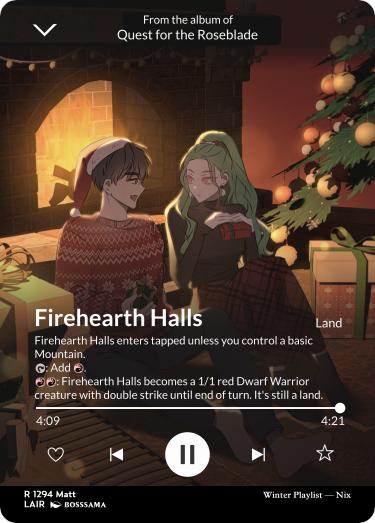 From the album of
Quest for the Roseblade
Firehearth Halls
Land
Firehearth Halls enters tapped unless you control a basic
Mountain.
: Add .
: Firehearth Halls becomes a 1/1 red Dwarf Warrior
creature with double strike until end of turn. It's still a land.
4:09
4:21
R 1294 Matt
Winter Playlist — Nix
LAIR BOSSSAMA